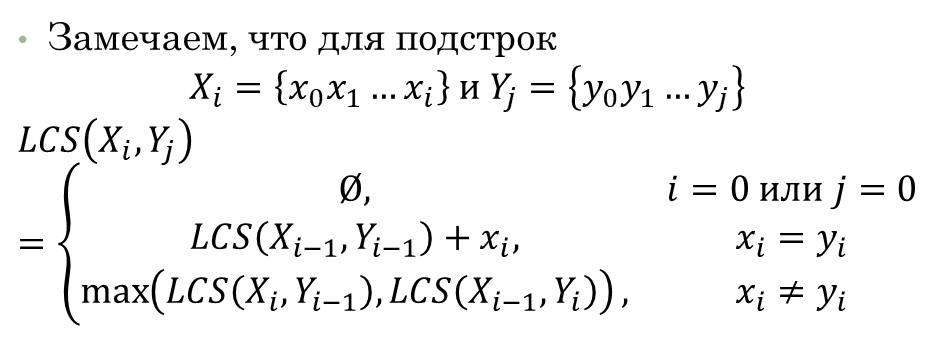 • Замечаем, что для подстрок
X_i = {x_0x_1 … x_i} и Y_j = {y_0y_1 … y_j}
LCS(X_i, Y_j)
= { Ø, i = 0 или j = 0
LCS(X_{i−1}, Y_{i−1}) + x_i, x_i = y_i
max(LCS(X_i, Y_{i−1}), LCS(X_{i−1}, Y_i)), x_i ≠ y_i